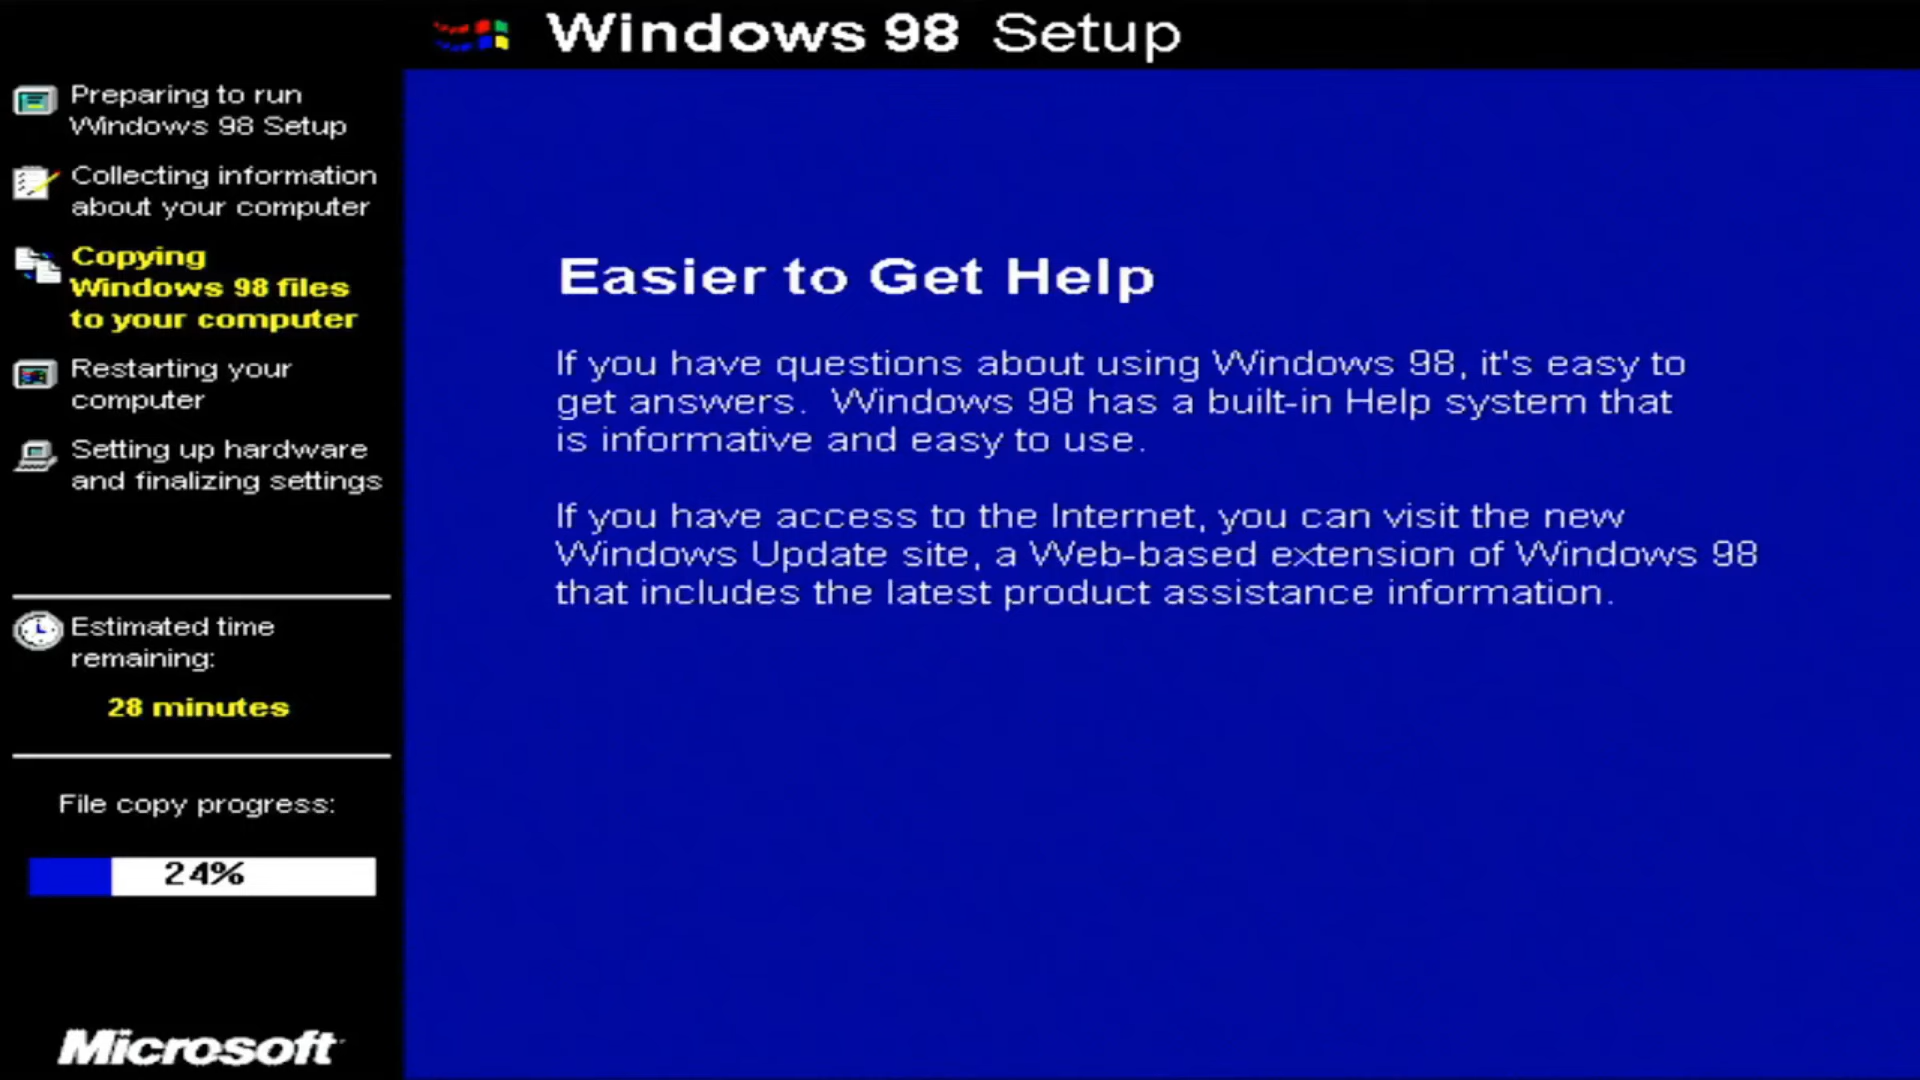 Windows 98 Setup
Preparing to run
Windows 98 Setup
Collecting information
about your computer
Copying
Windows 98 files
to your computer
Restarting your
computer
Setting up hardware
and finalizing settings
Estimated time
remaining:
28 minutes
File copy progress:
24%
Microsoft
Easier to Get Help
If you have questions about using Windows 98, it's easy to
get answers.  Windows 98 has a built-in Help system that
is informative and easy to use.
If you have access to the Internet, you can visit the new
Windows Update site, a Web-based extension of Windows 98
that includes the latest product assistance information.